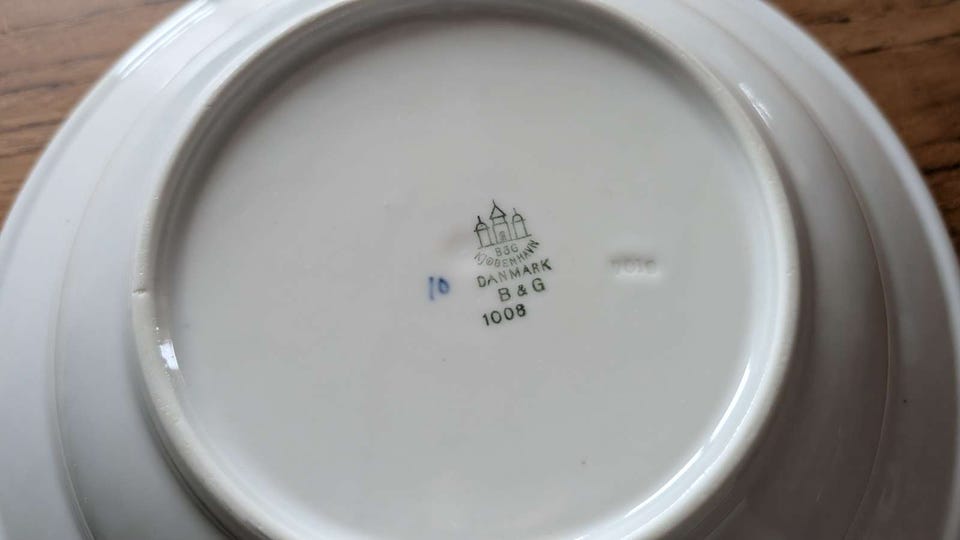 B&G
KJØBENHAVN
DANMARK
B & G
1008
10